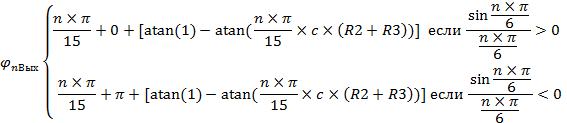 φnВых { n × π / 15 + 0 + [atan(1) − atan(n × π / 15 × c × (R2 + R3))] если sin(n × π / 6) / (n × π / 6) > 0
n × π / 15 + π + [atan(1) − atan(n × π / 15 × c × (R2 + R3))] если sin(n × π / 6) / (n × π / 6) < 0